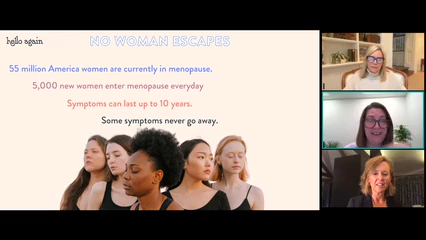 hello again
NO WOMAN ESCAPES
55 million America women are currently in menopause.
5,000 new women enter menopause everyday
Symptoms can last up to 10 years.
Some symptoms never go away.